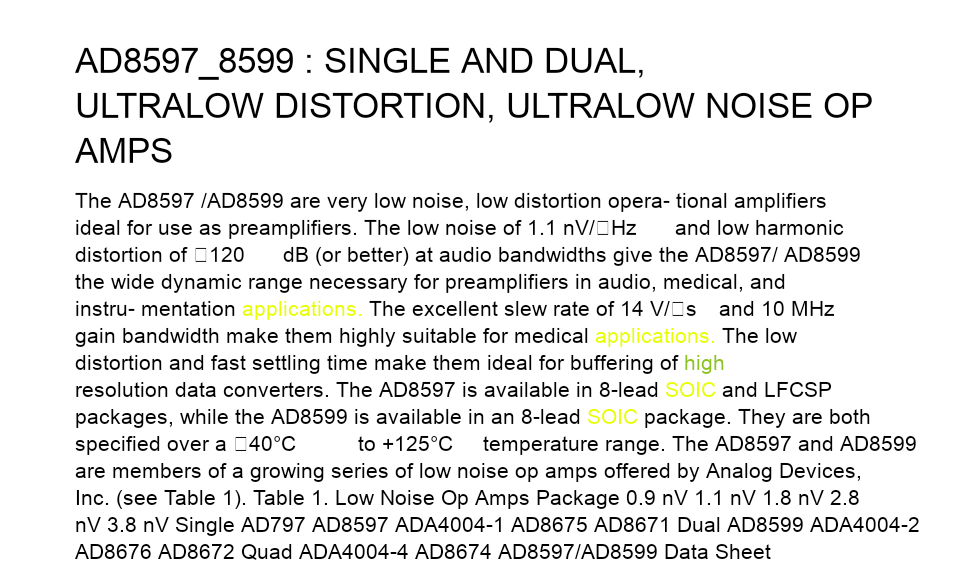 AD8597_8599 : SINGLE AND DUAL,
ULTRALOW DISTORTION, ULTRALOW NOISE OP
AMPS
The AD8597 /AD8599 are very low noise, low distortion opera- tional amplifiers
ideal for use as preamplifiers. The low noise of 1.1 nV/□Hz and low harmonic
distortion of □120 dB (or better) at audio bandwidths give the AD8597/ AD8599
the wide dynamic range necessary for preamplifiers in audio, medical, and
instru- mentation applications. The excellent slew rate of 14 V/□s and 10 MHz
gain bandwidth make them highly suitable for medical applications. The low
distortion and fast settling time make them ideal for buffering of high
resolution data converters. The AD8597 is available in 8-lead SOIC and LFCSP
packages, while the AD8599 is available in an 8-lead SOIC package. They are both
specified over a □40°C to +125°C temperature range. The AD8597 and AD8599
are members of a growing series of low noise op amps offered by Analog Devices,
Inc. (see Table 1). Table 1. Low Noise Op Amps Package 0.9 nV 1.1 nV 1.8 nV 2.8
nV 3.8 nV Single AD797 AD8597 ADA4004-1 AD8675 AD8671 Dual AD8599 ADA4004-2
AD8676 AD8672 Quad ADA4004-4 AD8674 AD8597/AD8599 Data Sheet